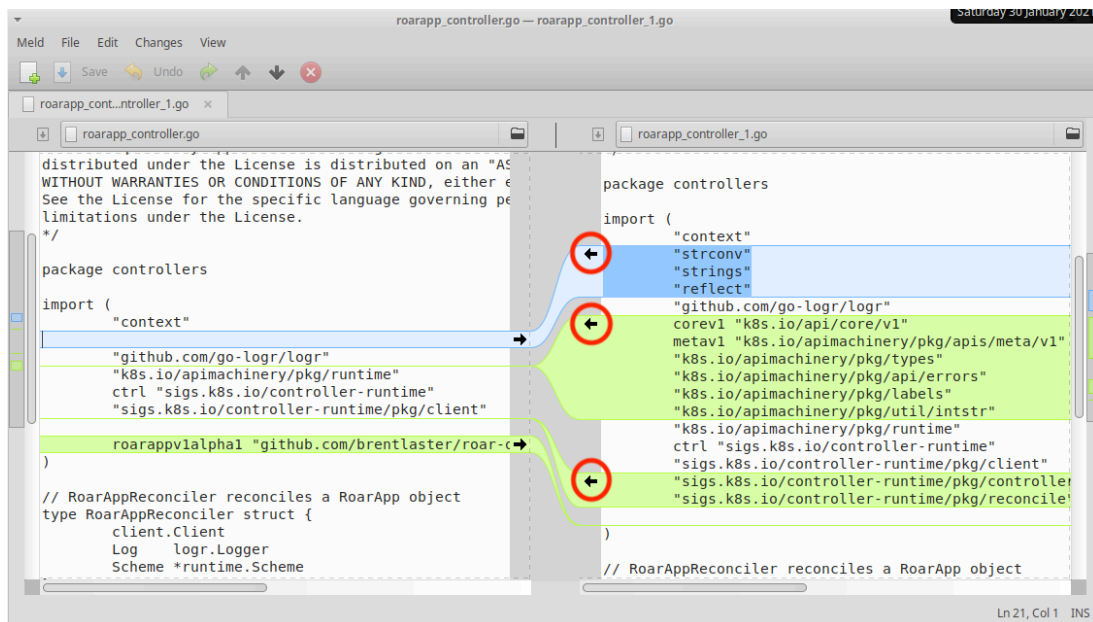 roarapp_controller.go — roarapp_controller_1.go
Saturday 30 January 202
Meld File Edit Changes View
Save Undo
roarapp_cont...ntroller_1.go ×
roarapp_controller.go
distributed under the License is distributed on an "AS
WITHOUT WARRANTIES OR CONDITIONS OF ANY KIND, either e
See the License for the specific language governing pe
limitations under the License.
*/
package controllers
import (
"context"
"github.com/go-logr/logr"
"k8s.io/apimachinery/pkg/runtime"
ctrl "sigs.k8s.io/controller-runtime"
"sigs.k8s.io/controller-runtime/pkg/client"
roarappv1alpha1 "github.com/brentlaster/roar-c
)
// RoarAppReconciler reconciles a RoarApp object
type RoarAppReconciler struct {
client.Client
Log logr.Logger
Scheme *runtime.Scheme
roarapp_controller_1.go
package controllers
import (
"context"
"strconv"
"strings"
"reflect"
"github.com/go-logr/logr"
corev1 "k8s.io/api/core/v1"
metav1 "k8s.io/apimachinery/pkg/apis/meta/v1"
"k8s.io/apimachinery/pkg/types"
"k8s.io/apimachinery/pkg/api/errors"
"k8s.io/apimachinery/pkg/labels"
"k8s.io/apimachinery/pkg/util/intstr"
"k8s.io/apimachinery/pkg/runtime"
ctrl "sigs.k8s.io/controller-runtime"
"sigs.k8s.io/controller-runtime/pkg/client"
"sigs.k8s.io/controller-runtime/pkg/controller
"sigs.k8s.io/controller-runtime/pkg/reconcile"
)
// RoarAppReconciler reconciles a RoarApp object
Ln 21, Col 1 INS